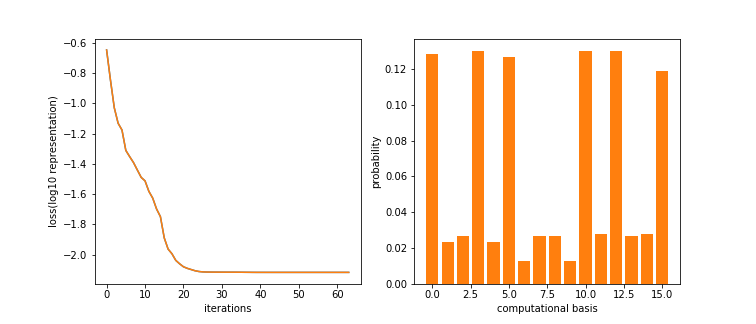 −0.6
−0.8
−1.0
−1.2
−1.4
−1.6
−1.8
−2.0
loss(log10 representation)
0 10 20 30 40 50 60
iterations
0.12
0.10
0.08
0.06
0.04
0.02
0.00
probability
0.0 2.5 5.0 7.5 10.0 12.5 15.0
computational basis